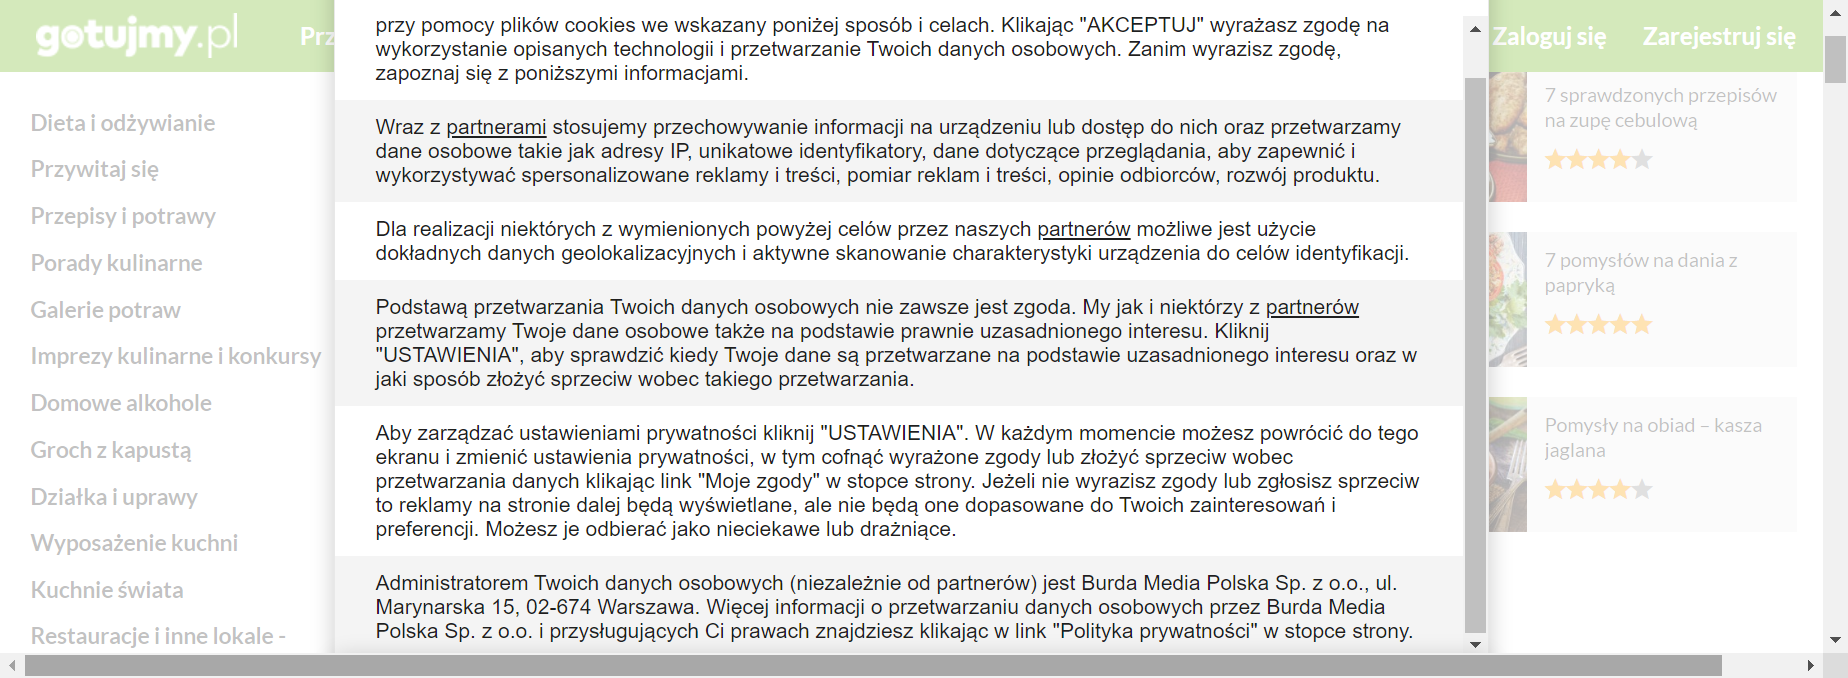 gotujmy.pl
Prz
Zaloguj się
Zarejestruj się
Dieta i odżywianie
Przywitaj się
Przepisy i potrawy
Porady kulinarne
Galerie potraw
Imprezy kulinarne i konkursy
Domowe alkohole
Groch z kapustą
Działka i uprawy
Wyposażenie kuchni
Kuchnie świata
Restauracje i inne lokale -
przy pomocy plików cookies we wskazany poniżej sposób i celach. Klikając "AKCEPTUJ" wyrażasz zgodę na
wykorzystanie opisanych technologii i przetwarzanie Twoich danych osobowych. Zanim wyrazisz zgodę,
zapoznaj się z poniższymi informacjami.
Wraz z partnerami stosujemy przechowywanie informacji na urządzeniu lub dostęp do nich oraz przetwarzamy
dane osobowe takie jak adresy IP, unikatowe identyfikatory, dane dotyczące przeglądania, aby zapewnić i
wykorzystywać spersonalizowane reklamy i treści, pomiar reklam i treści, opinie odbiorców, rozwój produktu.
Dla realizacji niektórych z wymienionych powyżej celów przez naszych partnerów możliwe jest użycie
dokładnych danych geolokalizacyjnych i aktywne skanowanie charakterystyki urządzenia do celów identyfikacji.
Podstawą przetwarzania Twoich danych osobowych nie zawsze jest zgoda. My jak i niektórzy z partnerów
przetwarzamy Twoje dane osobowe także na podstawie prawnie uzasadnionego interesu. Kliknij
"USTAWIENIA", aby sprawdzić kiedy Twoje dane są przetwarzane na podstawie uzasadnionego interesu oraz w
jaki sposób złożyć sprzeciw wobec takiego przetwarzania.
Aby zarządzać ustawieniami prywatności kliknij "USTAWIENIA". W każdym momencie możesz powrócić do tego
ekranu i zmienić ustawienia prywatności, w tym cofnąć wyrażone zgody lub złożyć sprzeciw wobec
przetwarzania danych klikając link "Moje zgody" w stopce strony. Jeżeli nie wyrazisz zgody lub zgłosisz sprzeciw
to reklamy na stronie dalej będą wyświetlane, ale nie będą one dopasowane do Twoich zainteresowań i
preferencji. Możesz je odbierać jako nieciekawe lub drażniące.
Administratorem Twoich danych osobowych (niezależnie od partnerów) jest Burda Media Polska Sp. z o.o., ul.
Marynarska 15, 02-674 Warszawa. Więcej informacji o przetwarzaniu danych osobowych przez Burda Media
Polska Sp. z o.o. i przysługujących Ci prawach znajdziesz klikając w link "Polityka prywatności" w stopce strony.
7 sprawdzonych przepisów
na zupę cebulową
7 pomysłów na dania z
papryką
Pomysły na obiad – kasza
jaglana